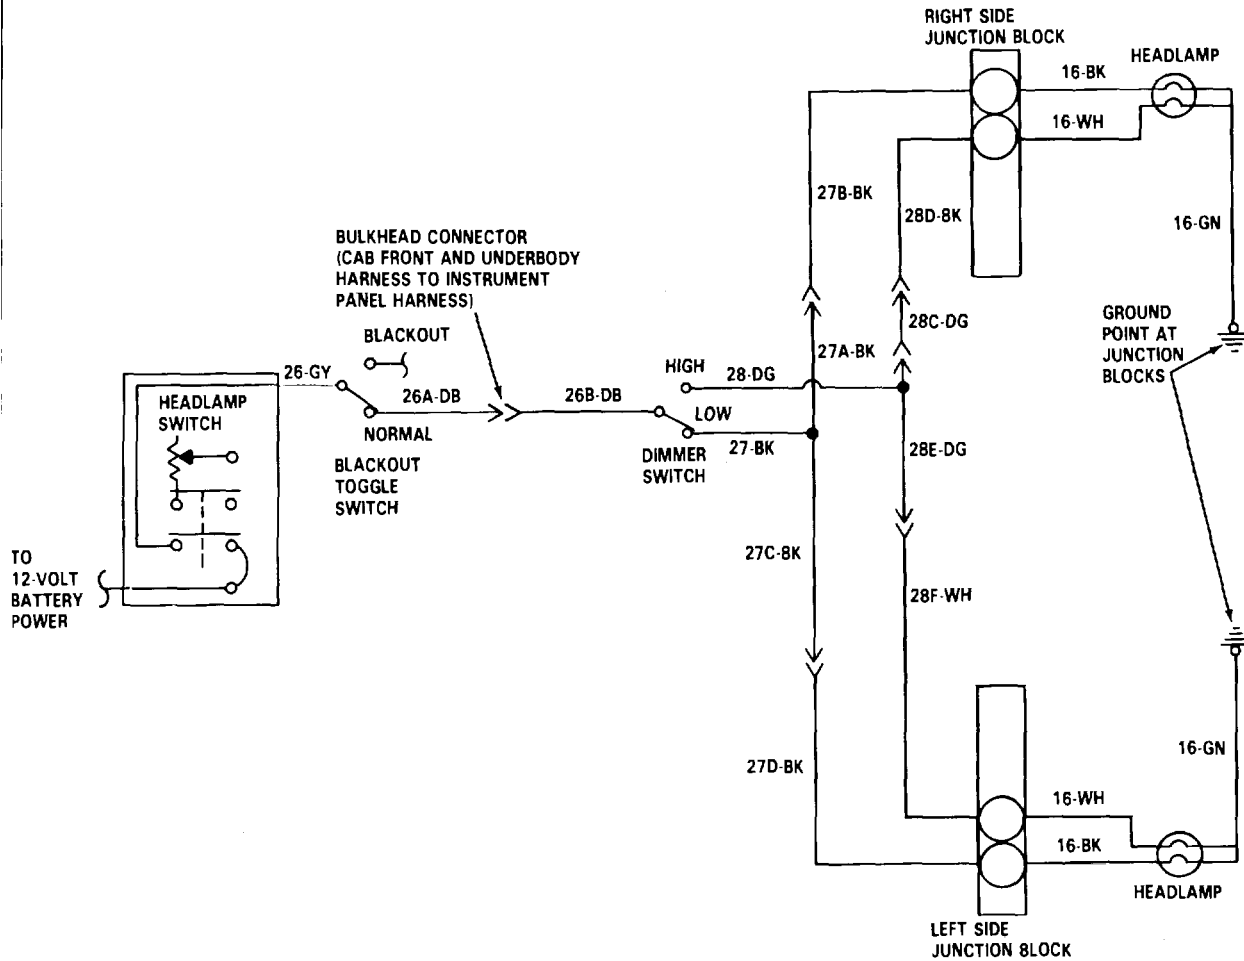 RIGHT SIDE
JUNCTION BLOCK
HEADLAMP
16-BK
16-WH
27B-BK
28D-8K
16-GN
BULKHEAD CONNECTOR
(CAB FRONT AND UNDERBODY
HARNESS TO INSTRUMENT
PANEL HARNESS)
BLACKOUT
28C-DG
GROUND
POINT AT
JUNCTION
BLOCKS
27A-BK
26-GY
HIGH
28-DG
HEADLAMP
SWITCH
26A-DB
26B-DB
LOW
NORMAL
27-BK
28E-DG
DIMMER
SWITCH
BLACKOUT
TOGGLE
SWITCH
27C-BK
TO
12-VOLT
BATTERY
POWER
28F-WH
27D-BK
16-GN
16-WH
16-BK
HEADLAMP
LEFT SIDE
JUNCTION 8LOCK